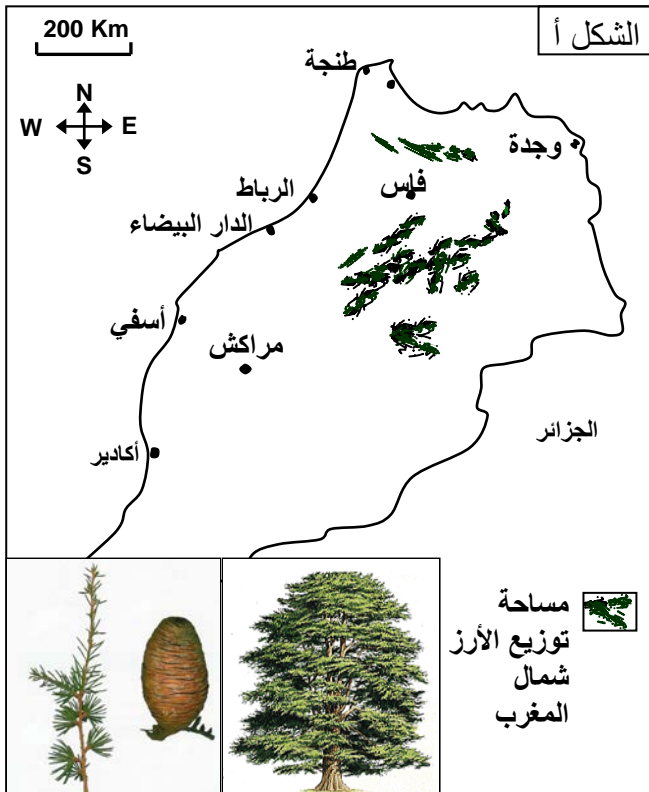 الشكل أ
200 Km
N
W E
S
طنجة
وجدة
فاس
الرباط
الدار البيضاء
أسفي
مراكش
أكادير
الجزائر
مساحة
توزيع الأرز
شمال
المغرب